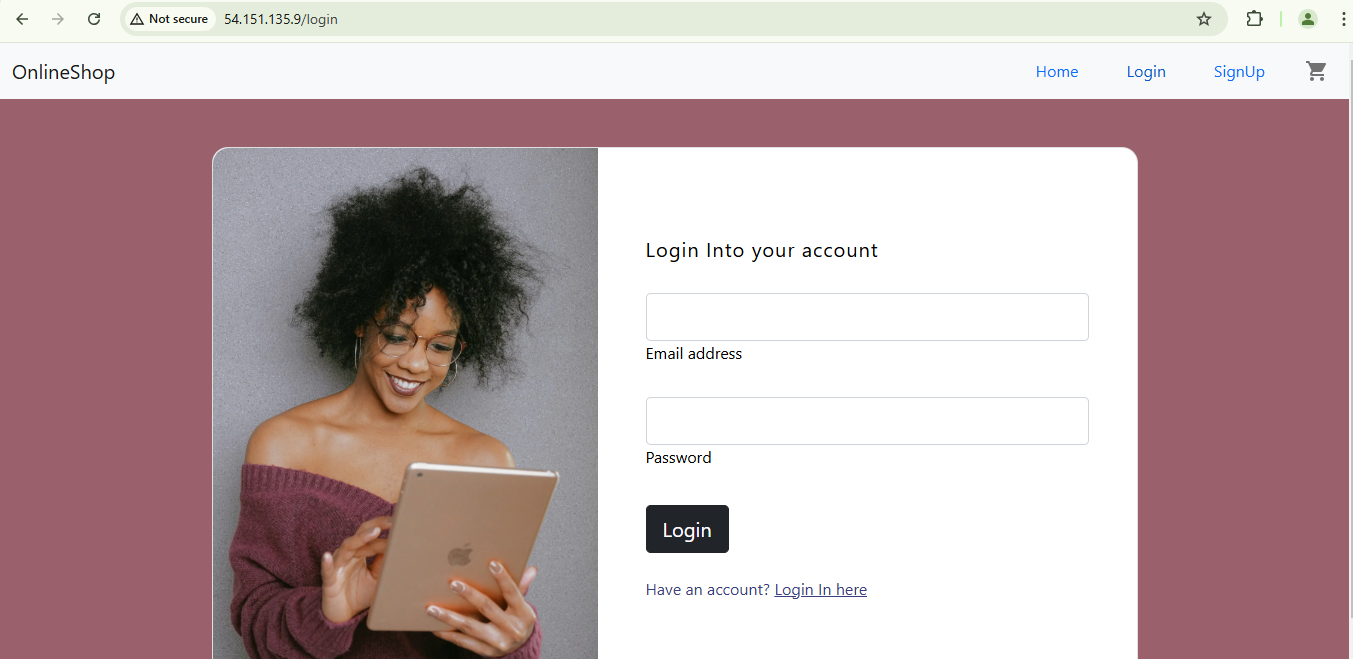 Not secure 54.151.135.9/login
OnlineShop Home Login SignUp
Login Into your account
Email address
Password
Login
Have an account? Login In here